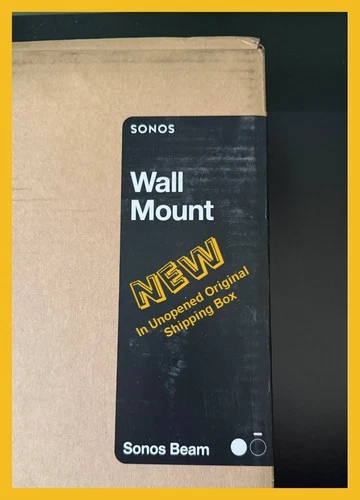 SONOS
Wall
Mount
NEW
In Unopened Original
Shipping Box
Sonos Beam